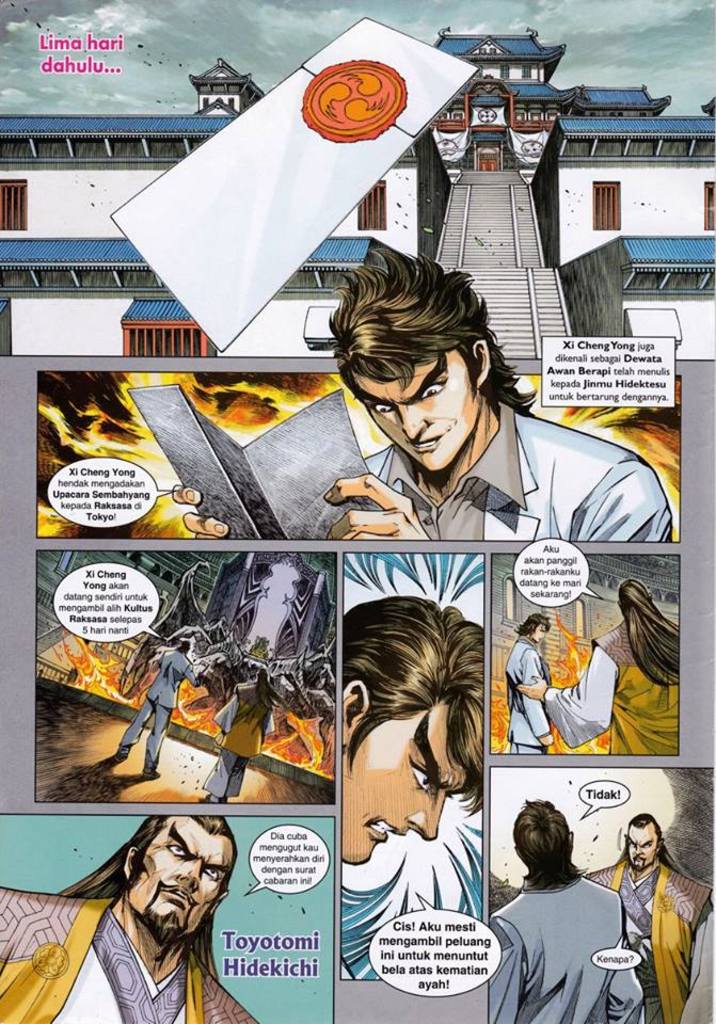 Lima hari
dahulu...
Xi Cheng Yong juga
dikenali sebagai Dewata
Awan Berapi telah menulis
kepada Jinmu Hidektesu
untuk bertarung dengannya.
Xi Cheng Yong
hendak mengadakan
Upacara Sembahyang
kepada Raksasa di
Tokyo!
Xi Cheng
Yong akan
datang sendiri untuk
mengambil alih Kultus
Raksasa selepas
5 hari nanti
Aku
akan panggil
rakan-rakanku
datang ke mari
sekarang!
Dia cuba
mengugut kau
menyerahkan diri
dengan surat
cabaran ini!
Toyotomi
Hidekichi
Cis! Aku mesti
mengambil peluang
ini untuk menuntut
bela atas kematian
ayah!
Tidak!
Kenapa?